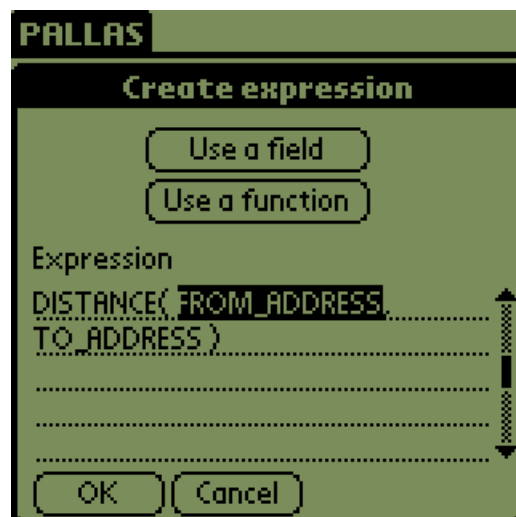 PALLAS
Create expression
Use a field
Use a function
Expression
DISTANCE( FROM_ADDRESS,
TO_ADDRESS )
OK Cancel